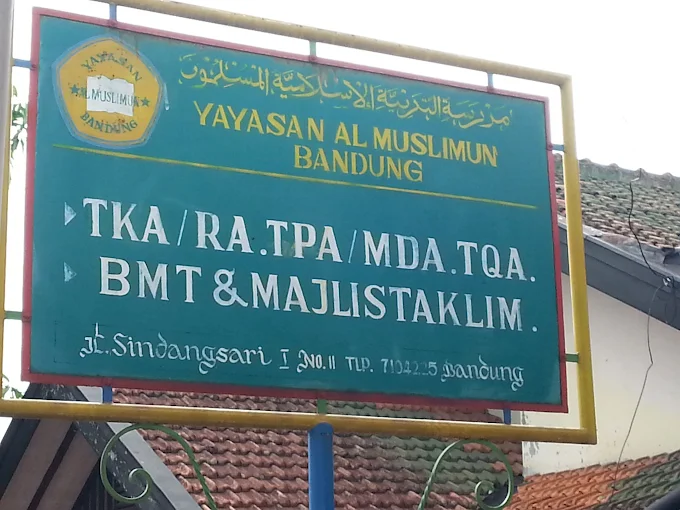 YAYASAN
AL MUSLIMUN
BANDUNG
مدرسة التربية الإسلامية المسلمون
YAYASAN AL MUSLIMUN
BANDUNG
TKA/RA.TPA/MDA.TQA.
BMT & MAJLISTAKLIM.
JL. Sindangsari I NO. 11 TLP. 7104225 Bandung